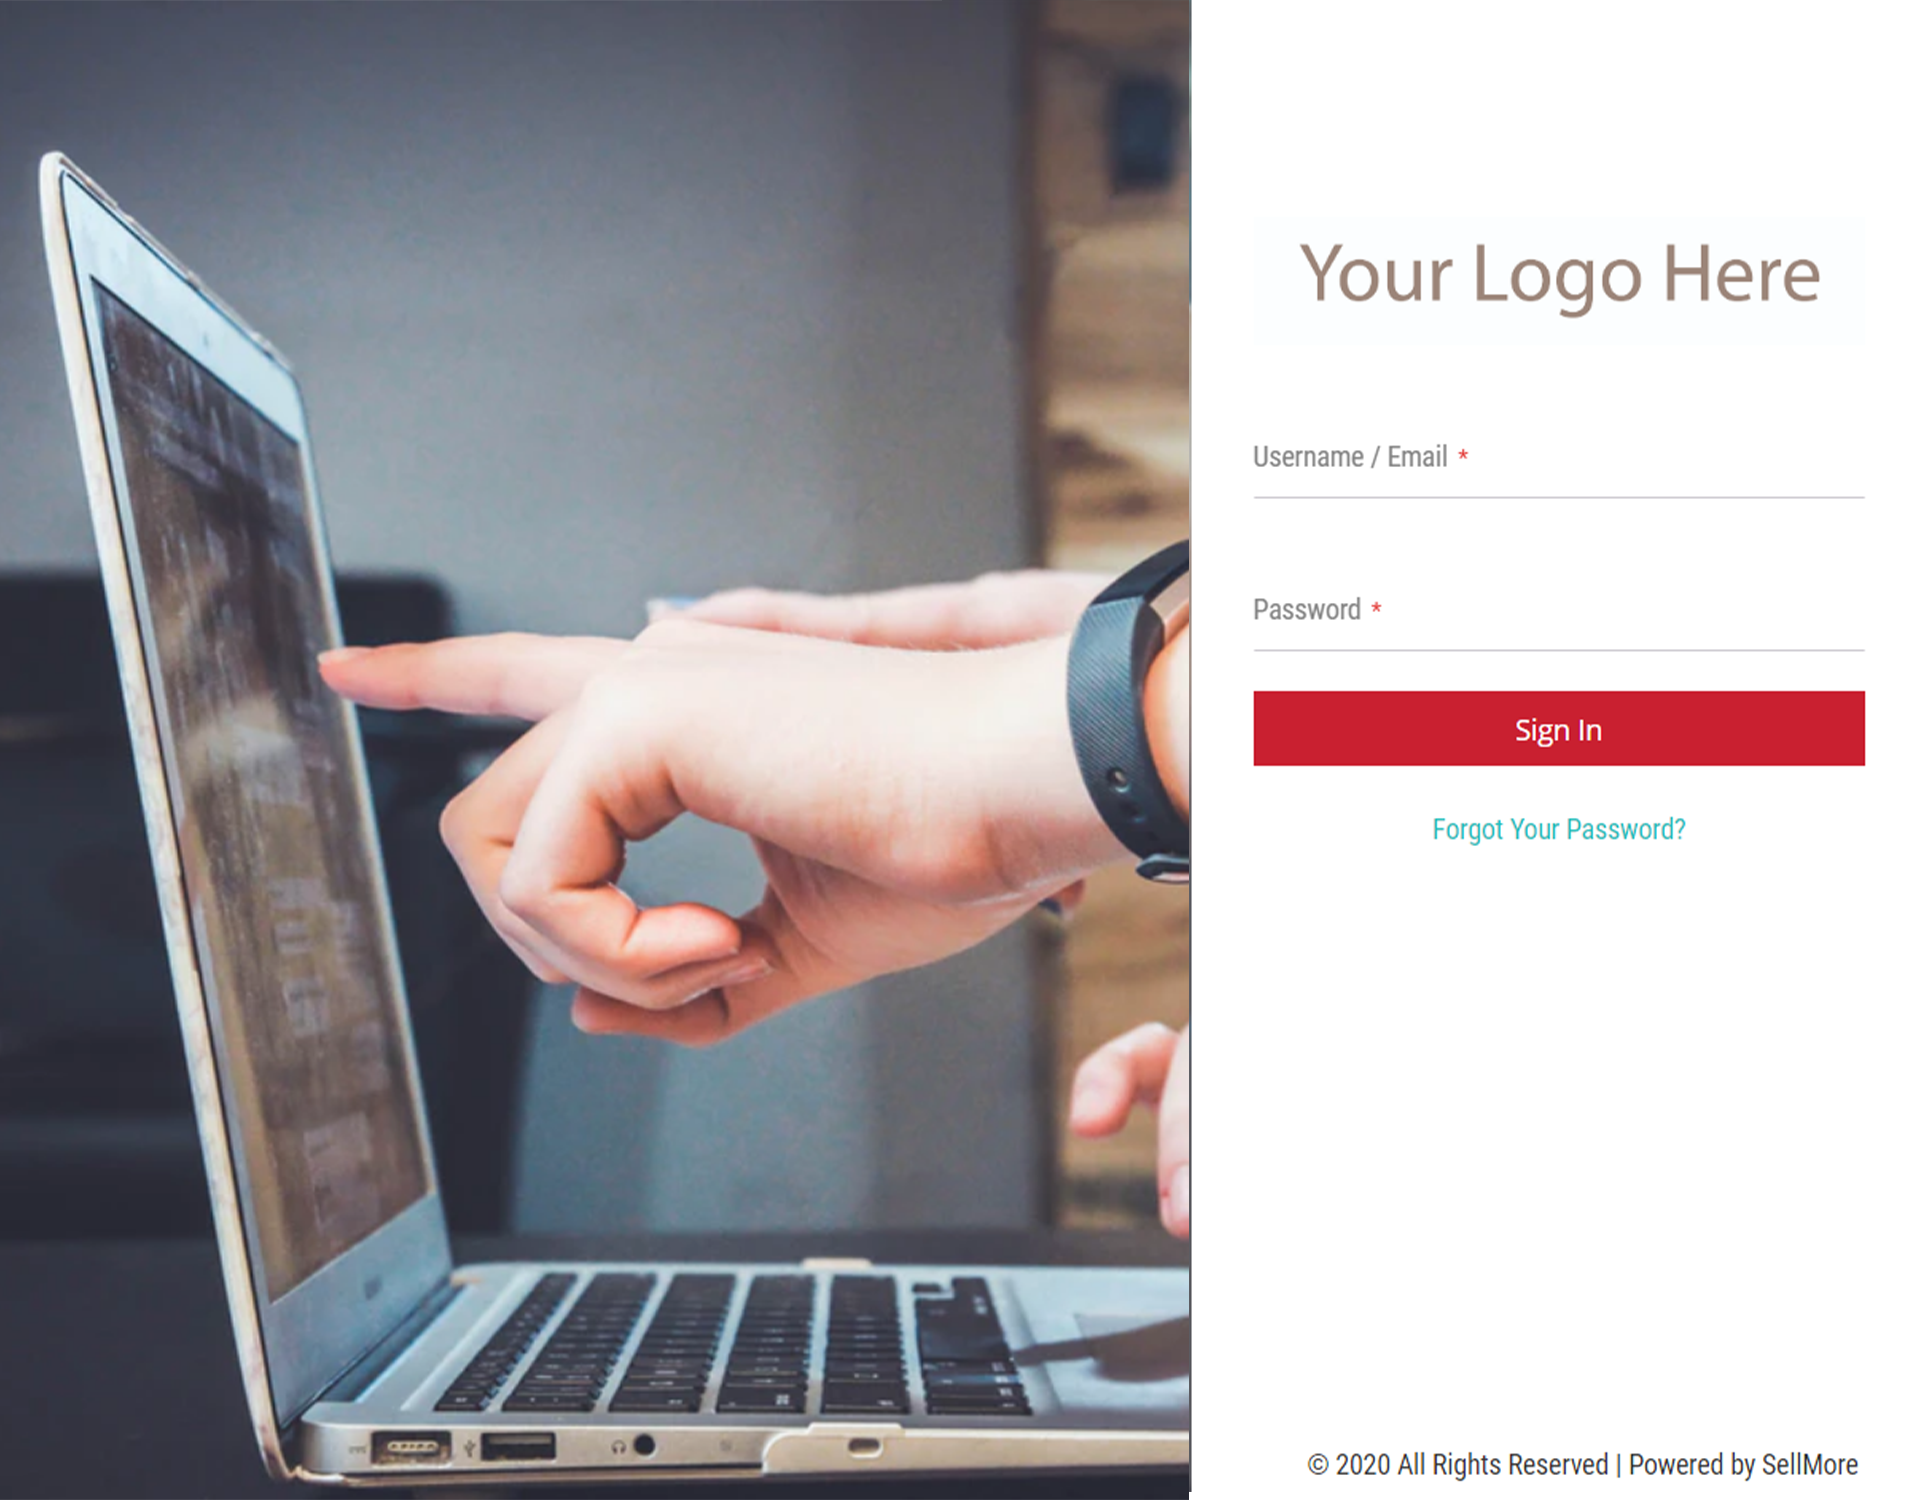 Your Logo Here
Username / Email *
Password *
Sign In
Forgot Your Password?
© 2020 All Rights Reserved | Powered by SellMore